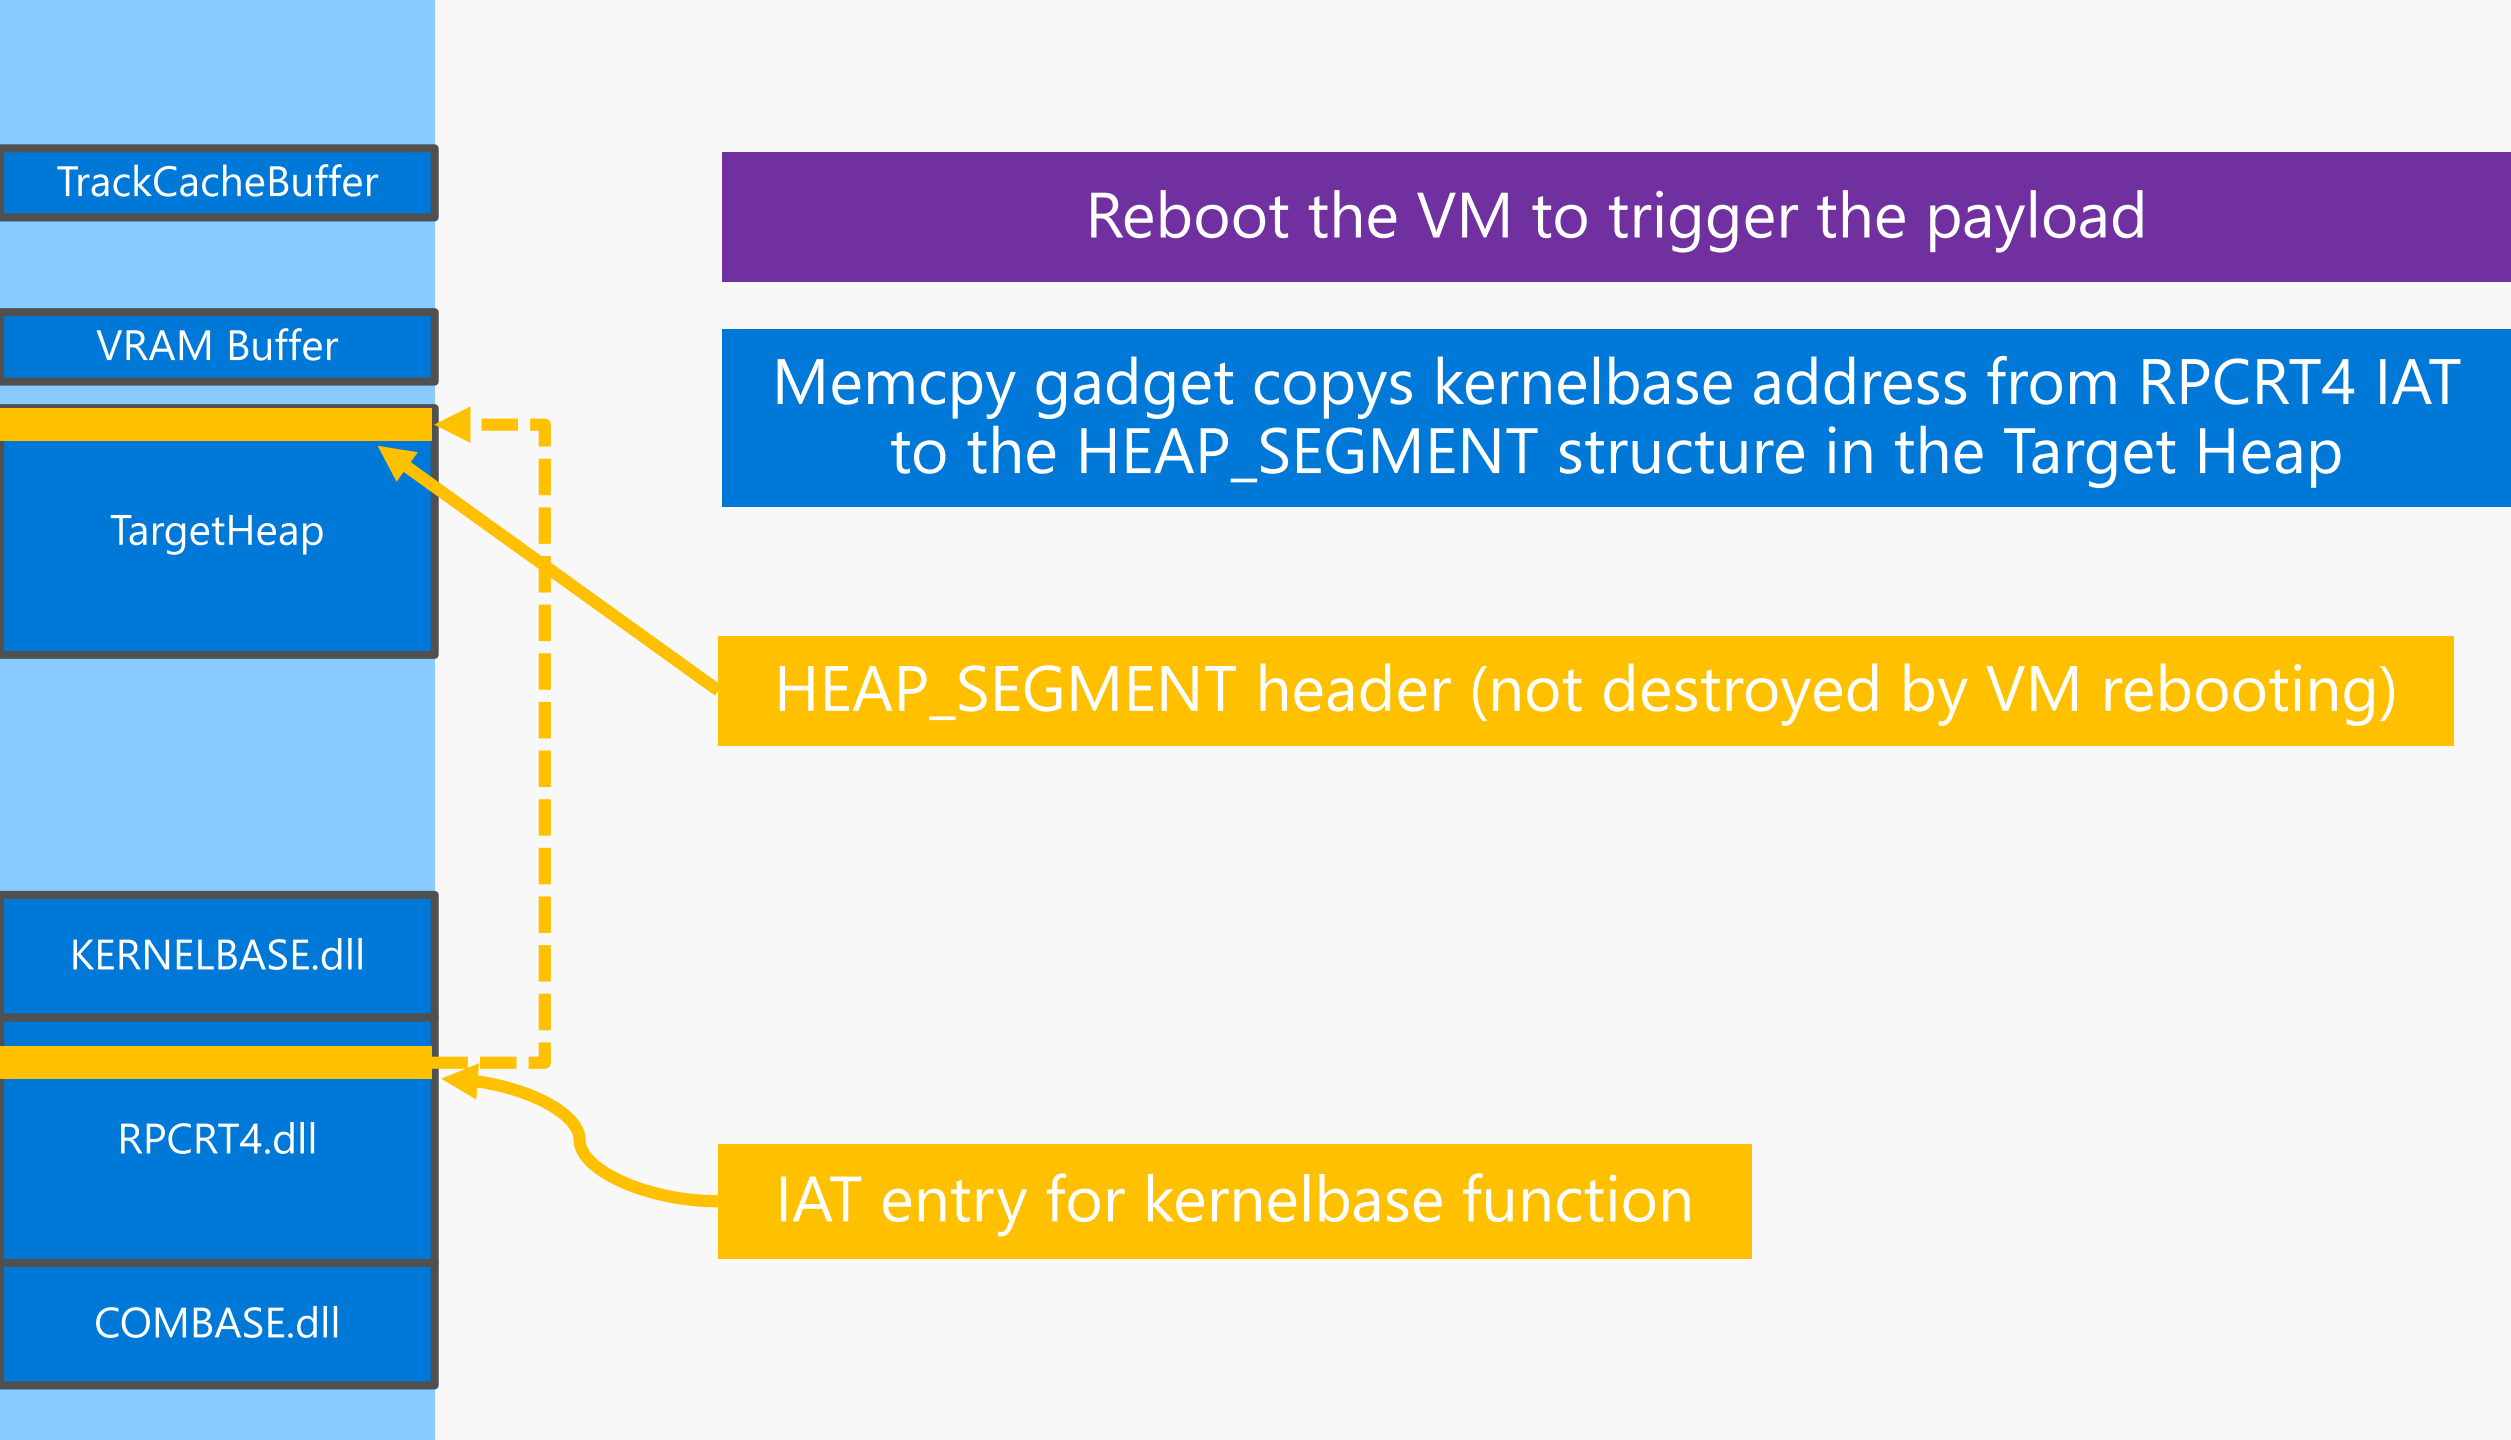 TrackCacheBuffer
Reboot the VM to trigger the payload
VRAM Buffer
Memcpy gadget copys kernelbase address from RPCRT4 IAT
to the HEAP_SEGMENT structure in the Target Heap
TargetHeap
HEAP_SEGMENT header (not destroyed by VM rebooting)
KERNELBASE.dll
RPCRT4.dll
IAT entry for kernelbase function
COMBASE.dll